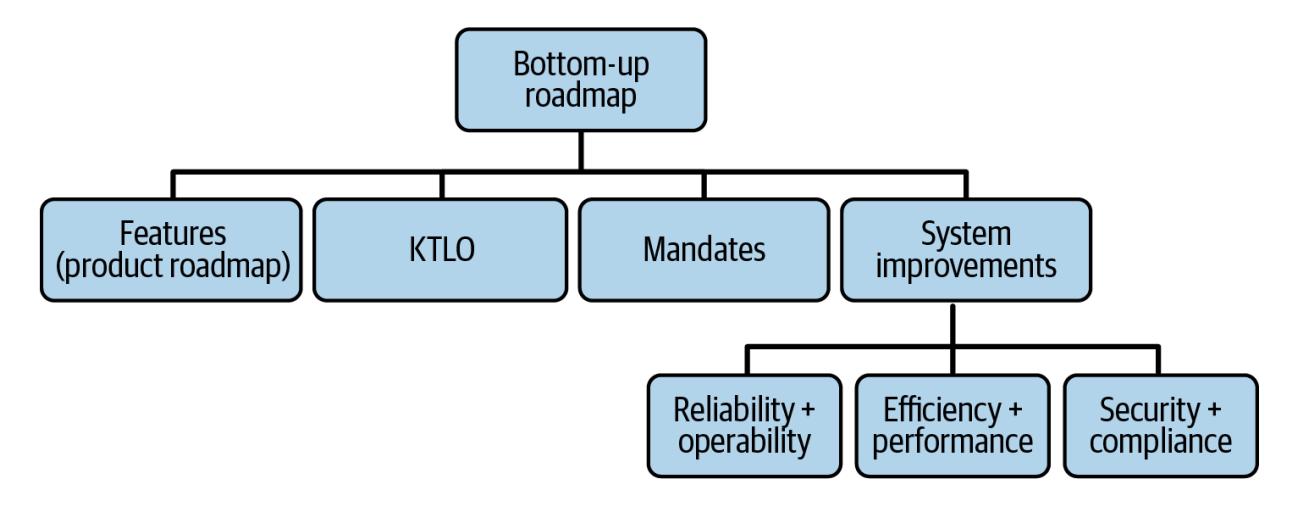 Bottom-up
roadmap
Features
(product roadmap)
KTLO
Mandates
System
improvements
Reliability +
operability
Efficiency +
performance
Security +
compliance